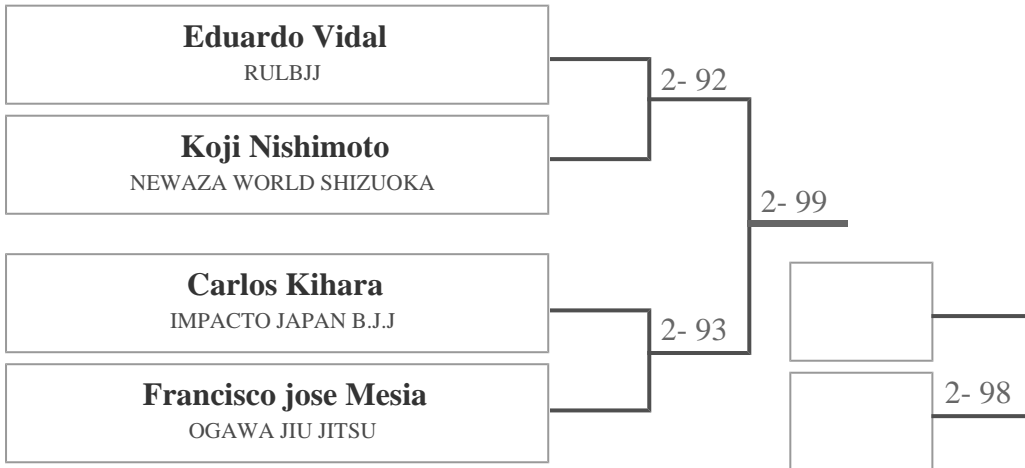 Eduardo Vidal
RULBJJ
2- 92
Koji Nishimoto
NEWAZA WORLD SHIZUOKA
2- 99
Carlos Kihara
IMPACTO JAPAN B.J.J
2- 93
Francisco jose Mesia
OGAWA JIU JITSU
2- 98